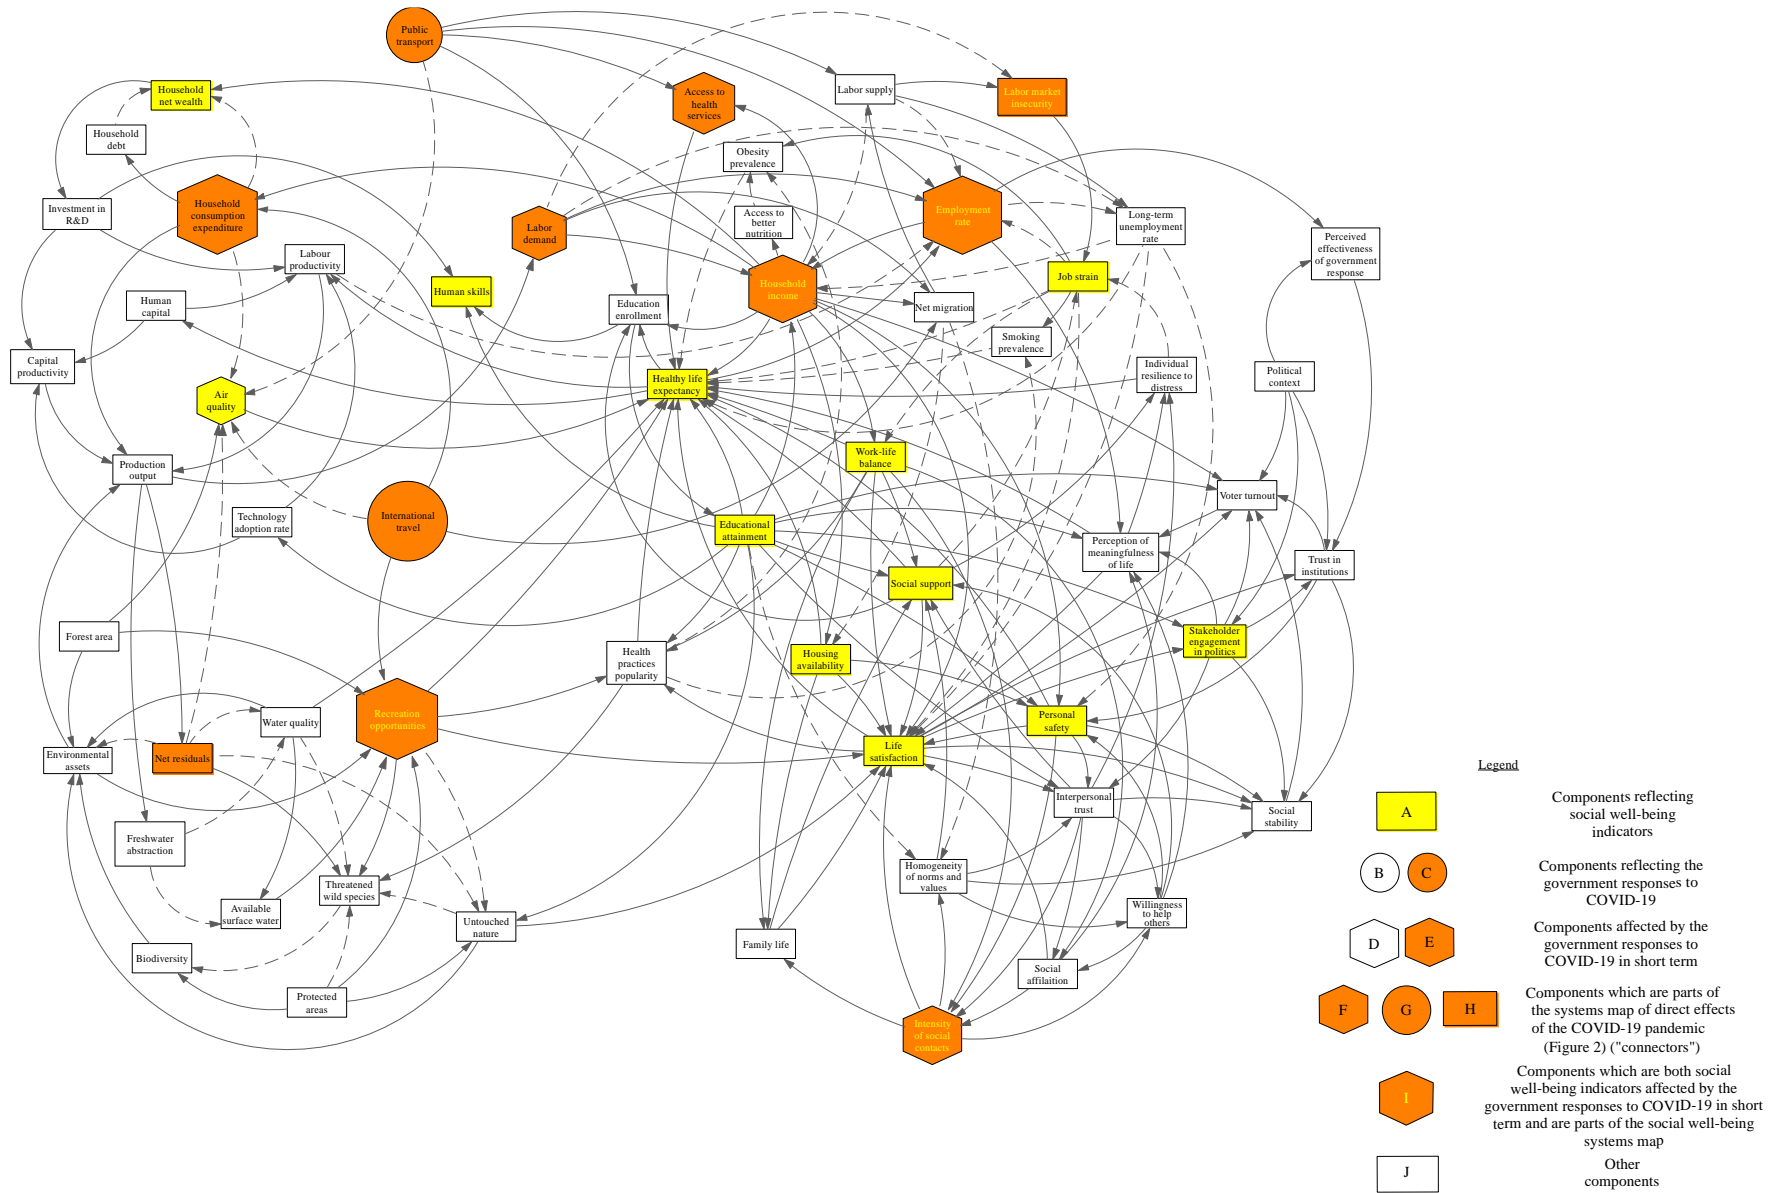 Public
transport
Household
net wealth
Access to
health
services
Labor supply
Labor market
insecurity
Household
debt
Obesity
prevalence
Investment in
R&D
Household
consumption
expenditure
Labor
demand
Access to
better
nutrition
Employment
rate
Long-term
unemployment
rate
Perceived
effectiveness
of government
response
Labour
productivity
Human skills
Household
income
Job strain
Human
capital
Education
enrollment
Net migration
Smoking
prevalence
Capital
productivity
Air
quality
Healthy life
expectancy
Individual
resilience to
distress
Political
context
Production
output
Work-life
balance
Voter turnout
Technology
adoption rate
International
travel
Educational
attainment
Perception of
meaningfulness
of life
Trust in
institutions
Social support
Forest area
Health
practices
popularity
Housing
availability
Stakeholder
engagement
in politics
Water quality
Recreation
opportunities
Personal
safety
Environmental
assets
Net residuals
Life
satisfaction
Interpersonal
trust
Social
stability
Freshwater
abstraction
Threatened
wild species
Homogeneity
of norms and
values
Available
surface water
Untouched
nature
Willingness
to help
others
Biodiversity
Family life
Social
affilaition
Protected
areas
Intensity
of social
contacts
Legend
A
Components reflecting
social well-being
indicators
B
C
Components reflecting the
government responses to
COVID-19
D
E
Components affected by the
government responses to
COVID-19 in short term
F
G
H
Components which are parts of
the systems map of direct effects
of the COVID-19 pandemic
(Figure 2) ("connectors")
I
Components which are both social
well-being indicators affected by the
government responses to COVID-19 in short
term and are parts of the social well-being
systems map
J
Other
components